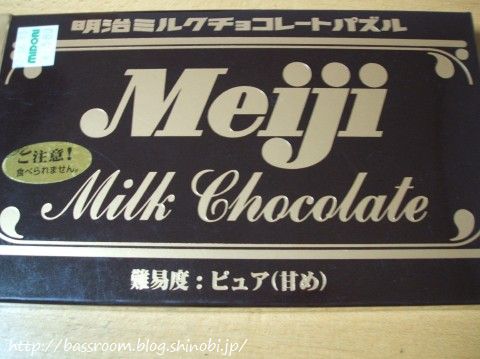 明治ミルクチョコレートパズル
MIDORI
Meiji
ご注意!
食べられません。
Milk Chocolate
難易度:ピュア(甘め)
http://bassroom.blog.shinobi.jp/